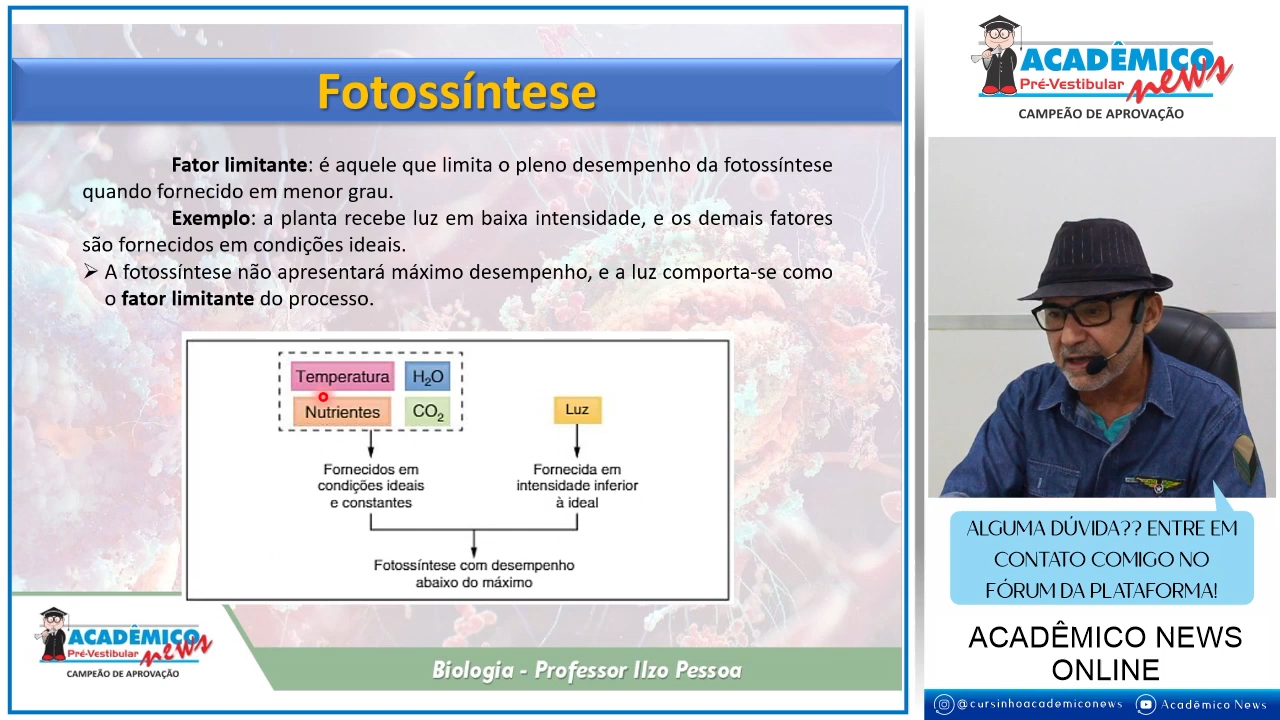 Fotossíntese
Fator limitante: é aquele que limita o pleno desempenho da fotossíntese
quando fornecido em menor grau.
Exemplo: a planta recebe luz em baixa intensidade, e os demais fatores
são fornecidos em condições ideais.
➢ A fotossíntese não apresentará máximo desempenho, e a luz comporta-se como
o fator limitante do processo.
Temperatura
H₂O
Nutrientes
CO₂
Luz
Fornecidos em
condições ideais
e constantes
Fornecida em
intensidade inferior
à ideal
Fotossíntese com desempenho
abaixo do máximo
ACADÊMICO
Pré-Vestibular news
CAMPEÃO DE APROVAÇÃO
Biologia - Professor Ilzo Pessoa
ACADÊMICO
Pré-Vestibular news
CAMPEÃO DE APROVAÇÃO
ALGUMA DÚVIDA?? ENTRE EM
CONTATO COMIGO NO
FÓRUM DA PLATAFORMA!
ACADÊMICO NEWS
ONLINE
@cursinhoacademiconews
Acadêmico News